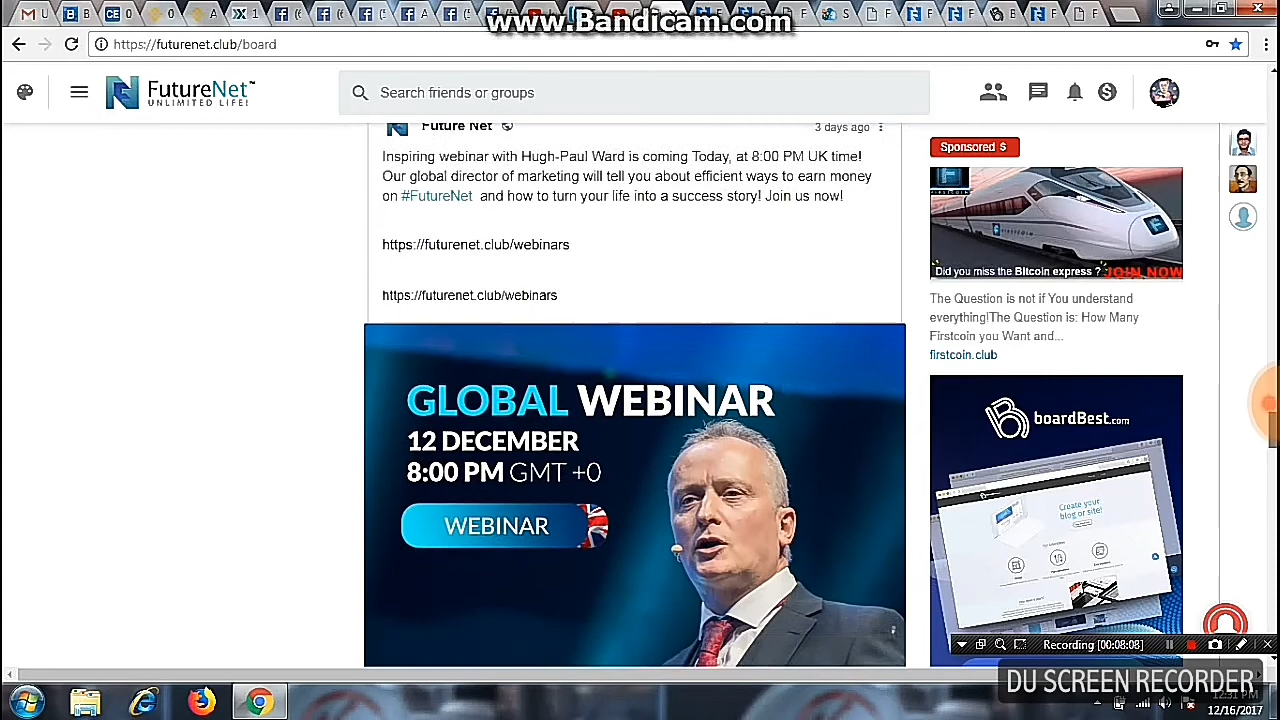 www.Bandicam.com
https://futurenet.club/board
FutureNet™
UNLIMITED LIFE!
Search friends or groups
Future Net
3 days ago
Inspiring webinar with Hugh-Paul Ward is coming Today, at 8:00 PM UK time!
Our global director of marketing will tell you about efficient ways to earn money
on #FutureNet and how to turn your life into a success story! Join us now!
https://futurenet.club/webinars
https://futurenet.club/webinars
GLOBAL WEBINAR
12 DECEMBER
8:00 PM GMT +0
WEBINAR
Sponsored $
FIRSTCOIN
Did you miss the Bitcoin express ? JOIN NOW
The Question is not if You understand
everything!The Question is: How Many
Firstcoin you Want and...
firstcoin.club
boardBest.com
Create your
blog or site!
Recording [00:08:08]
DU SCREEN RECORDER
12:31 PM
12/16/2017